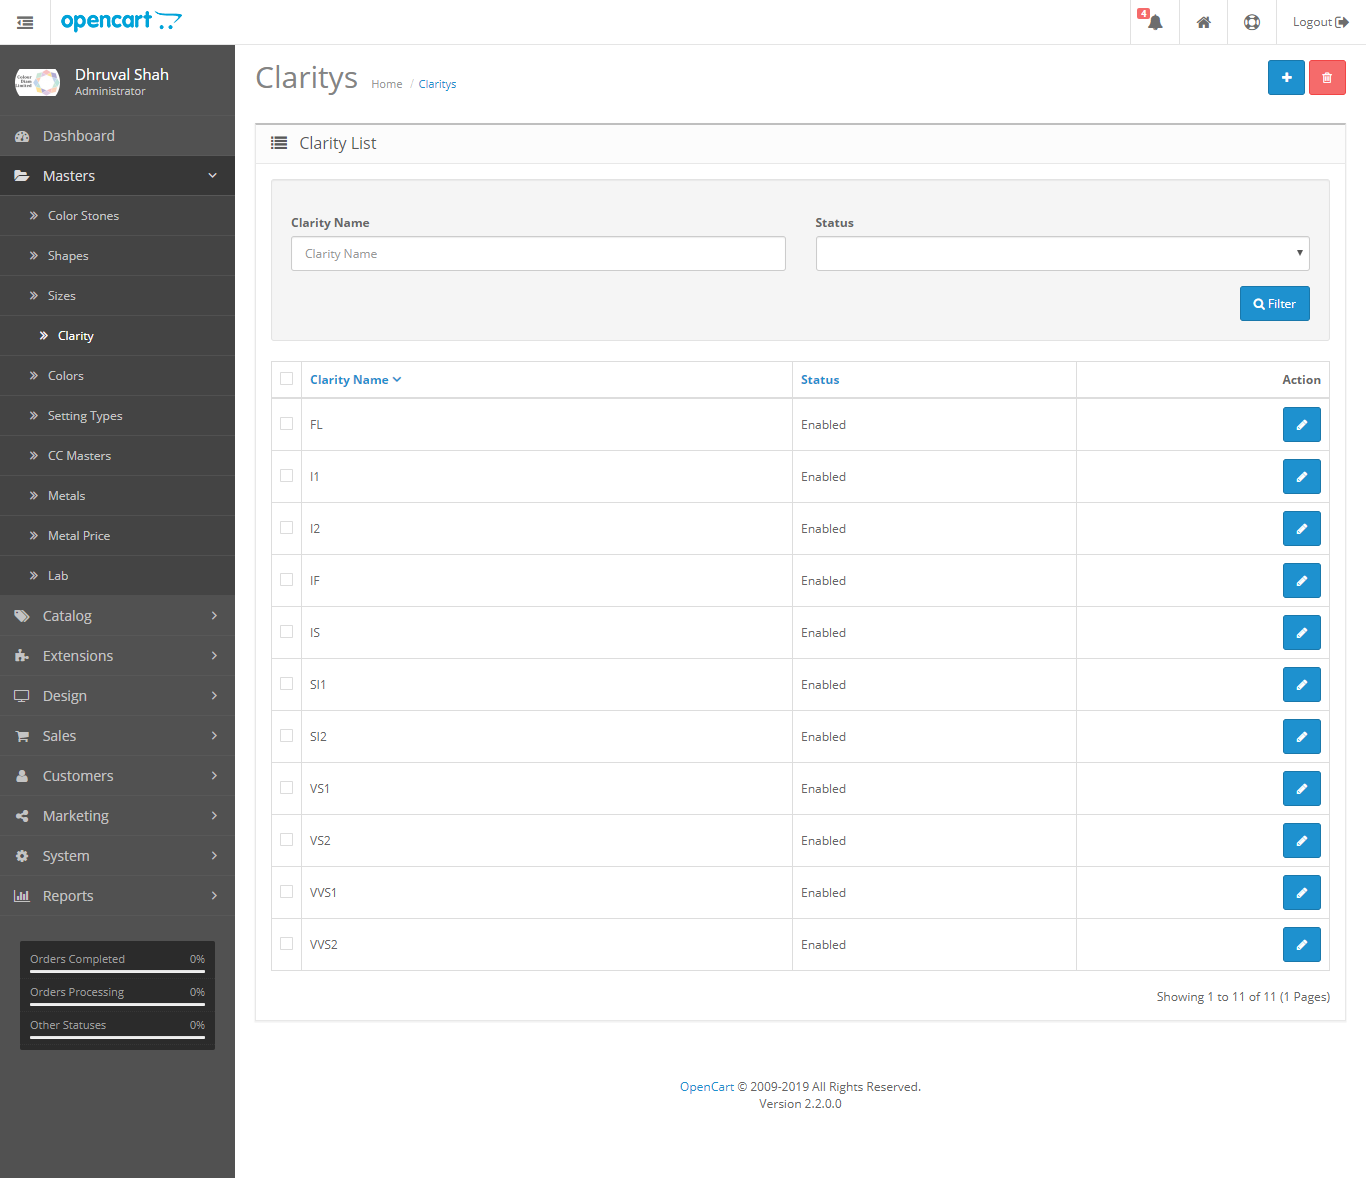 opencart
4
Logout
Dhruval Shah
Administrator
Dashboard
Masters
Color Stones
Shapes
Sizes
Clarity
Colors
Setting Types
CC Masters
Metals
Metal Price
Lab
Catalog
Extensions
Design
Sales
Customers
Marketing
System
Reports
Orders Completed 0%
Orders Processing 0%
Other Statuses 0%
Claritys Home / Claritys
Clarity List
Clarity Name Status
Clarity Name
Filter
Clarity Name Status Action
FL Enabled
I1 Enabled
I2 Enabled
IF Enabled
IS Enabled
SI1 Enabled
SI2 Enabled
VS1 Enabled
VS2 Enabled
VVS1 Enabled
VVS2 Enabled
Showing 1 to 11 of 11 (1 Pages)
OpenCart © 2009-2019 All Rights Reserved.
Version 2.2.0.0